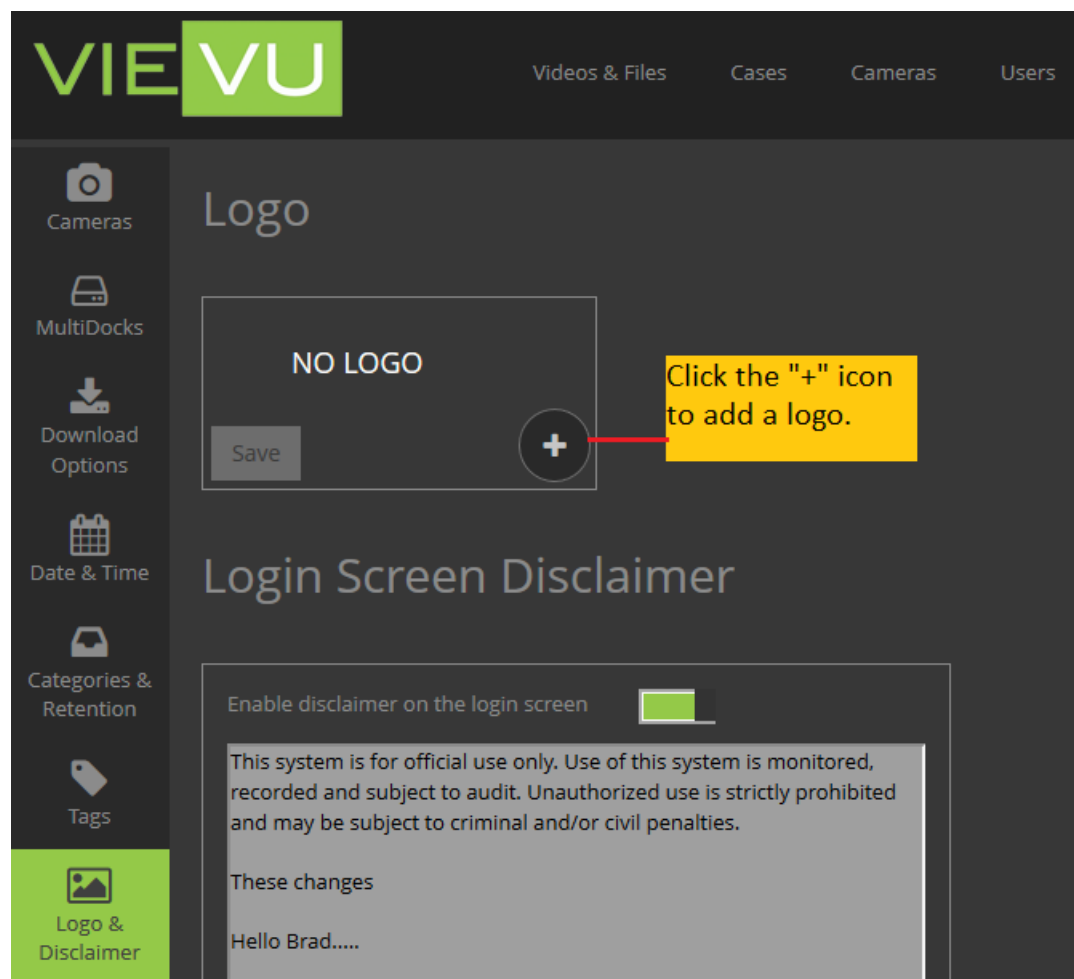 VIEVU
Videos & Files
Cases
Cameras
Users
Cameras
MultiDocks
Download
Options
Date & Time
Categories &
Retention
Tags
Logo &
Disclaimer
Logo
NO LOGO
Save
Click the "+" icon
to add a logo.
Login Screen Disclaimer
Enable disclaimer on the login screen
This system is for official use only. Use of this system is monitored,
recorded and subject to audit. Unauthorized use is strictly prohibited
and may be subject to criminal and/or civil penalties.
These changes
Hello Brad.....